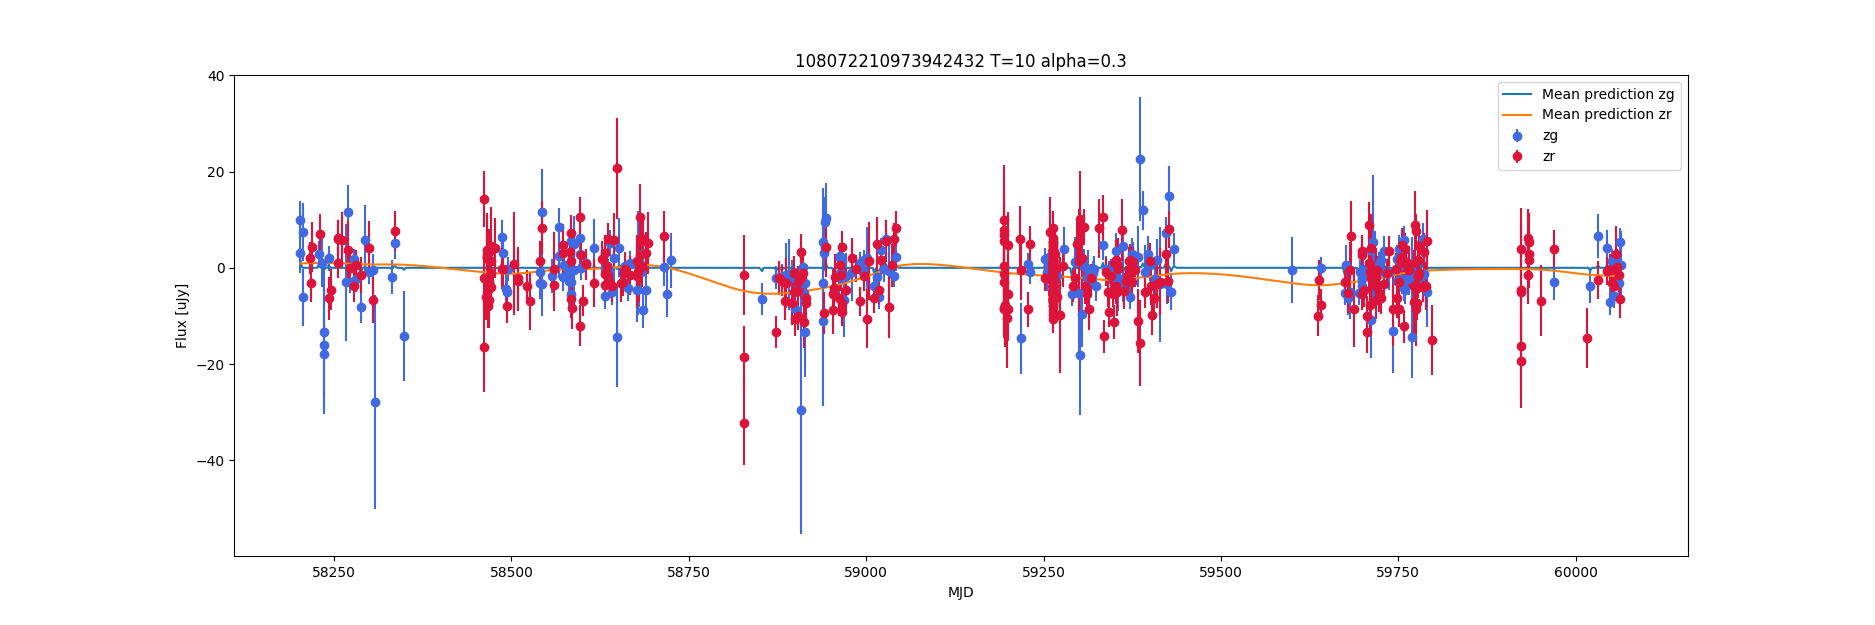 108072210973942432 T=10 alpha=0.3
40
20
0
−20
−40
Flux [uJy]
58250 58500 58750 59000 59250 59500 59750 60000
MJD
Mean prediction zg
Mean prediction zr
zg
zr